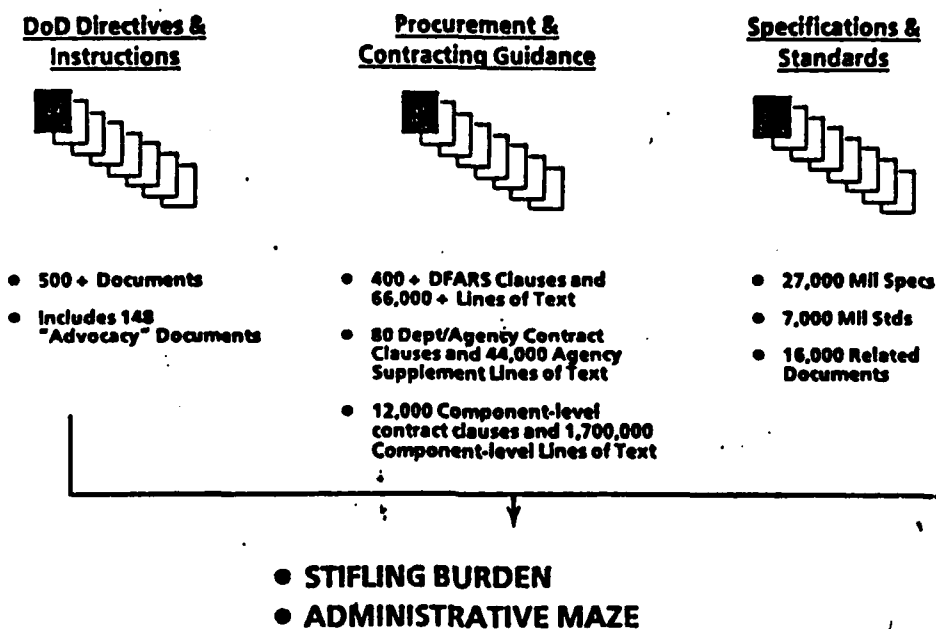 DoD Directives &
Instructions
● 500 + Documents
● Includes 148
"Advocacy" Documents
Procurement &
Contracting Guidance
● 400 + DFARS Clauses and
66,000 + Lines of Text
● 80 Dept/Agency Contract
Clauses and 44,000 Agency
Supplement Lines of Text
● 12,000 Component-level
contract clauses and 1,700,000
Component-level Lines of Text
Specifications &
Standards
● 27,000 Mil Specs
● 7,000 Mil Stds
● 16,000 Related
Documents
● STIFLING BURDEN
● ADMINISTRATIVE MAZE